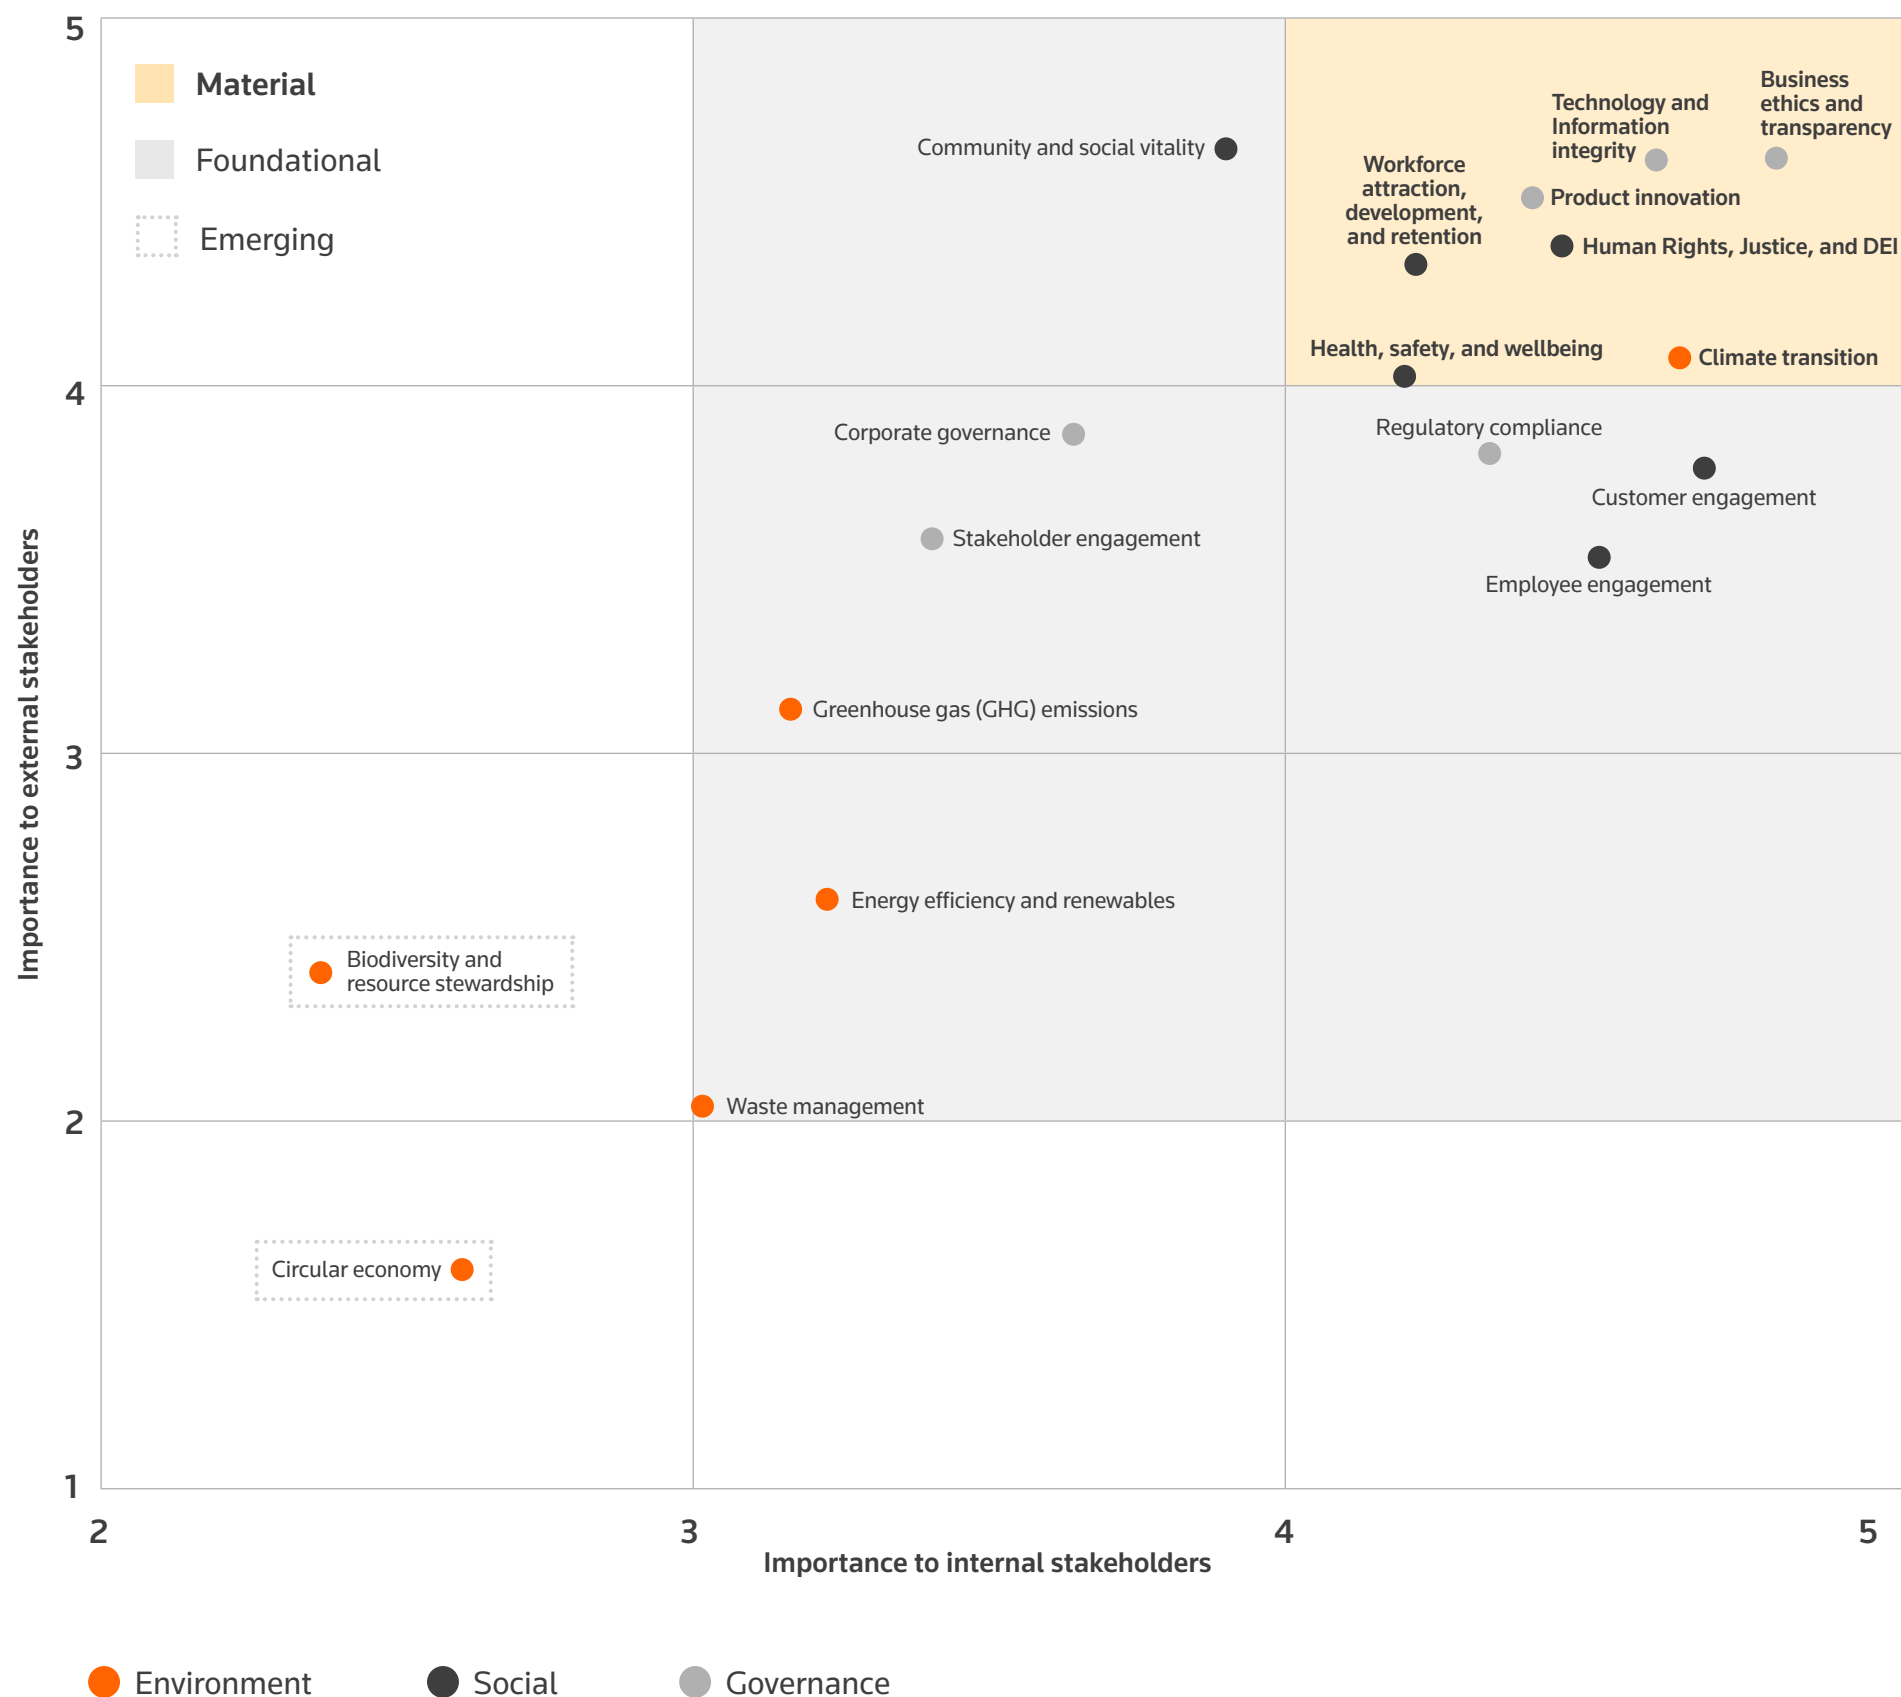 5
Material
Foundational
Emerging
Community and social vitality
Workforce
attraction,
development,
and retention
Technology and
Information
integrity
Business
ethics and
transparency
Product innovation
Human Rights, Justice, and DEI
Health, safety, and wellbeing
Climate transition
4
Corporate governance
Regulatory compliance
Customer engagement
Stakeholder engagement
Employee engagement
Greenhouse gas (GHG) emissions
3
Importance to external stakeholders
Energy efficiency and renewables
Biodiversity and
resource stewardship
Waste management
2
Circular economy
1
2
3
4
5
Importance to internal stakeholders
Environment
Social
Governance